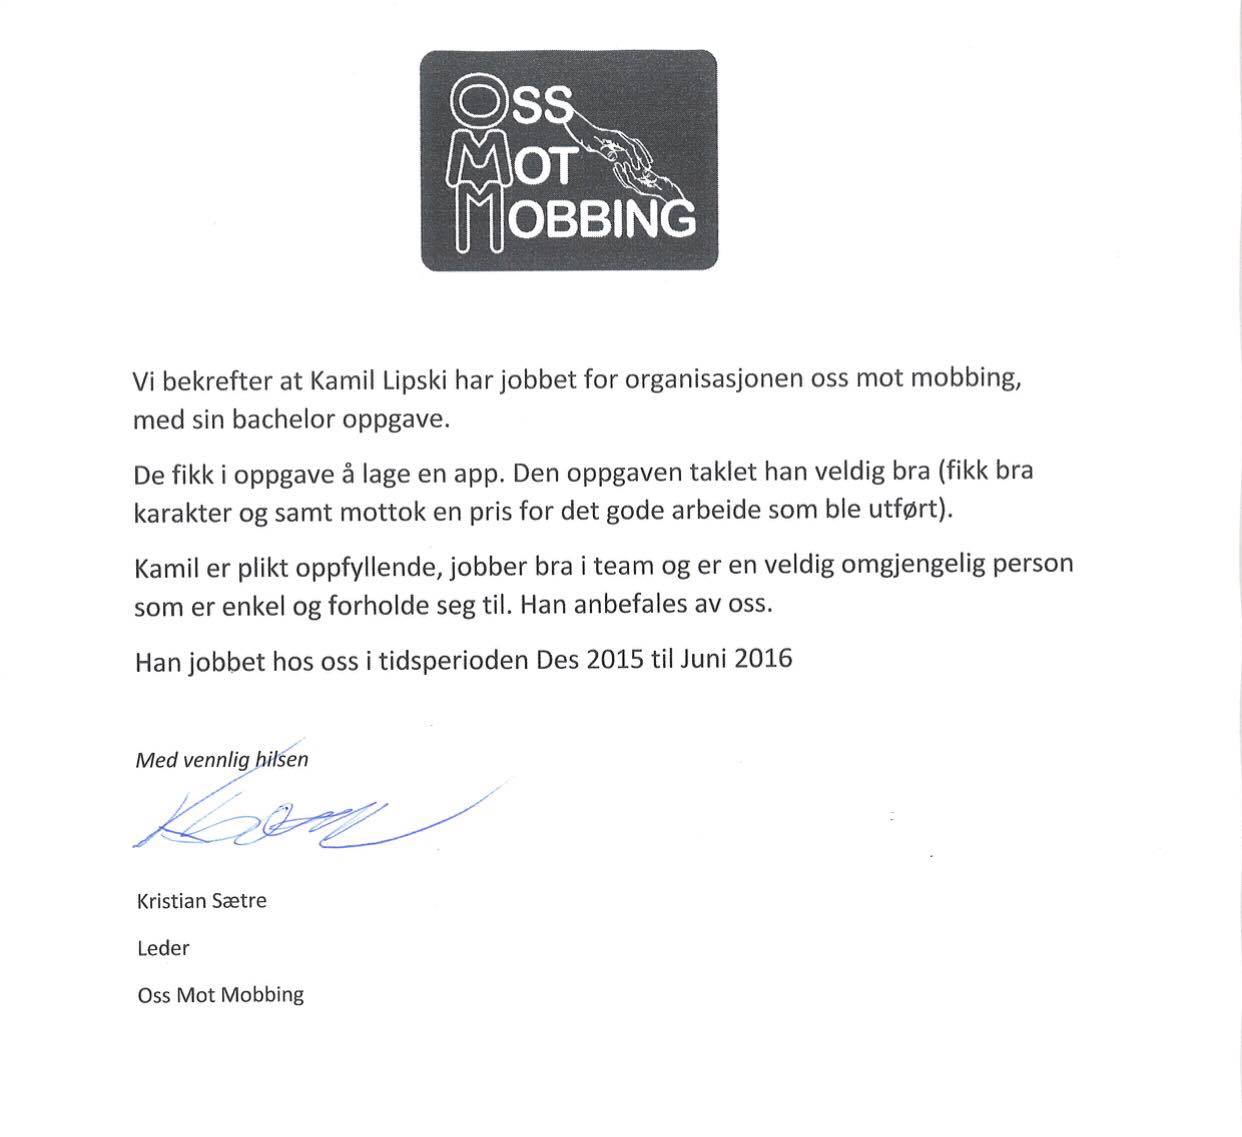 OSS
MOT
MOBBING
Vi bekrefter at Kamil Lipski har jobbet for organisasjonen oss mot mobbing,
med sin bachelor oppgave.
De fikk i oppgave å lage en app. Den oppgaven taklet han veldig bra (fikk bra
karakter og samt mottok en pris for det gode arbeide som ble utført).
Kamil er plikt oppfyllende, jobber bra i team og er en veldig omgjengelig person
som er enkel og forholde seg til. Han anbefales av oss.
Han jobbet hos oss i tidsperioden Des 2015 til Juni 2016
Med vennlig hilsen
Kristian Sætre
Leder
Oss Mot Mobbing